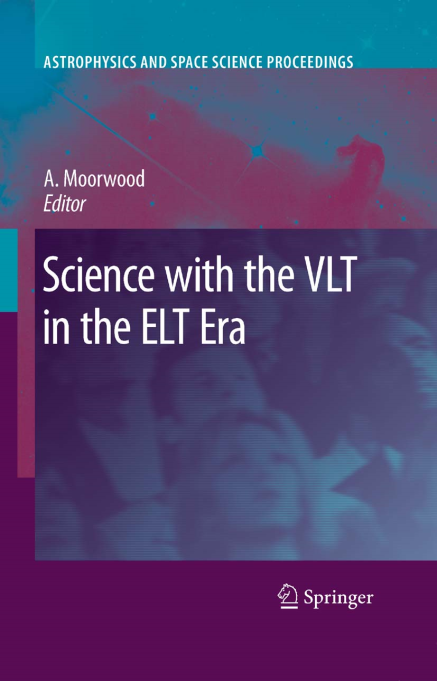 ASTROPHYSICS AND SPACE SCIENCE PROCEEDINGS
A. Moorwood
Editor
Science with the VLT
in the ELT Era
Springer